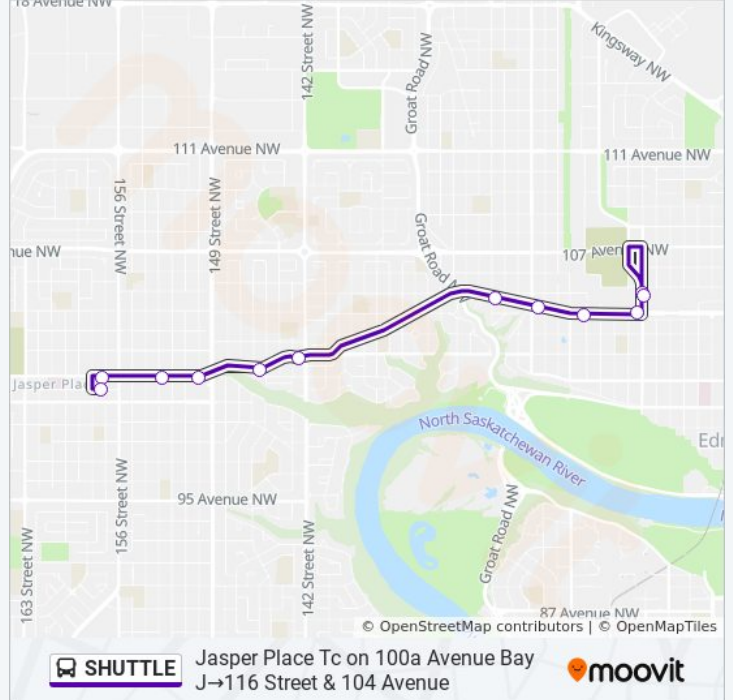 18 Avenue NW
142 Street NW
Groat Road NW
Kingsway NW
111 Avenue NW
111 Avenue NW
156 Street NW
149 Street NW
Groat Road N
nue NW
107 Aven
NW
Jasper Pla
North Saskatchewan River
Edr
156 Street NW
95 Avenue NW
163 Street NW
142 Street NW
Groat Road NW
87 Avenue NW
© OpenStreetMap contributors | © OpenMapTiles
SHUTTLE
Jasper Place Tc on 100a Avenue Bay
J→116 Street & 104 Avenue
moovit